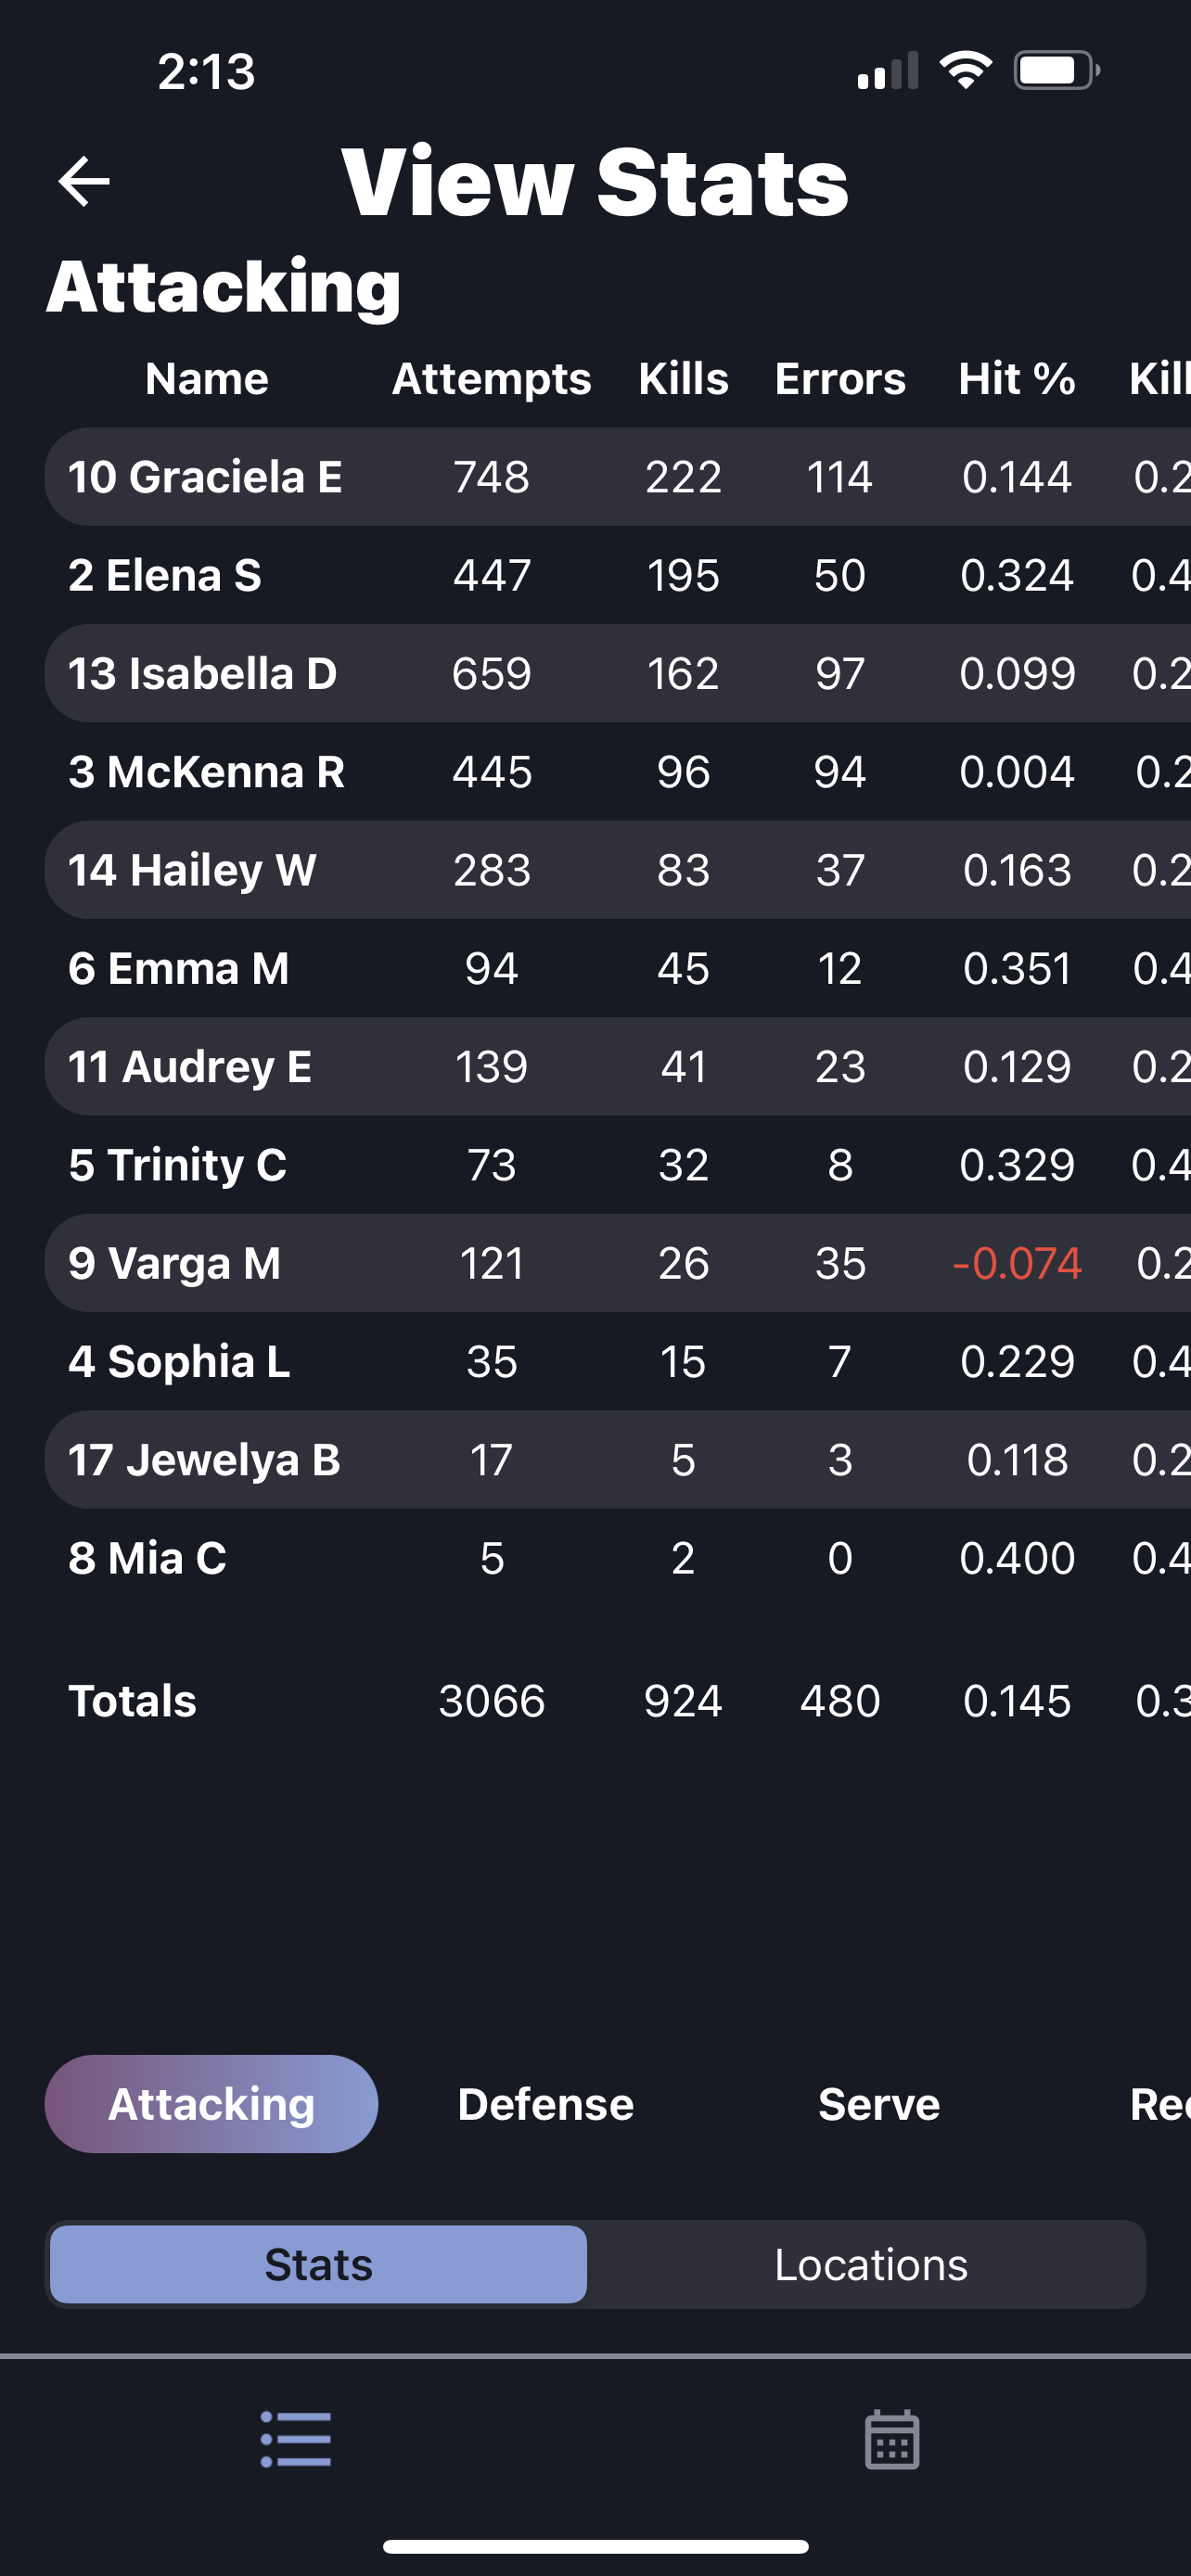 2:13
View Stats
Attacking
Name Attempts Kills Errors Hit % Kill
10 Graciela E 748 222 114 0.144 0.2
2 Elena S 447 195 50 0.324 0.4
13 Isabella D 659 162 97 0.099 0.2
3 McKenna R 445 96 94 0.004 0.2
14 Hailey W 283 83 37 0.163 0.2
6 Emma M 94 45 12 0.351 0.4
11 Audrey E 139 41 23 0.129 0.2
5 Trinity C 73 32 8 0.329 0.4
9 Varga M 121 26 35 -0.074 0.2
4 Sophia L 35 15 7 0.229 0.4
17 Jewelya B 17 5 3 0.118 0.2
8 Mia C 5 2 0 0.400 0.4
Totals 3066 924 480 0.145 0.3
Attacking Defense Serve Rec
Stats Locations